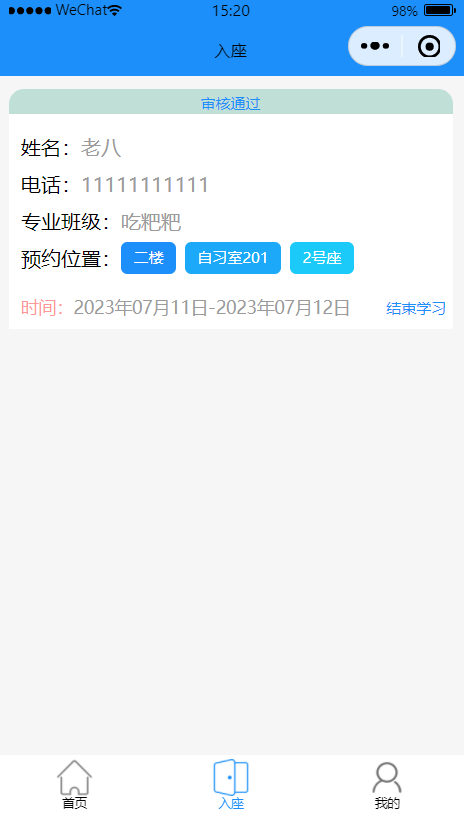 WeChat 15:20 98%
入座
审核通过
姓名：老八
电话：11111111111
专业班级：吃粑粑
预约位置：二楼 自习室201 2号座
时间：2023年07月11日-2023年07月12日 结束学习
首页 入座 我的